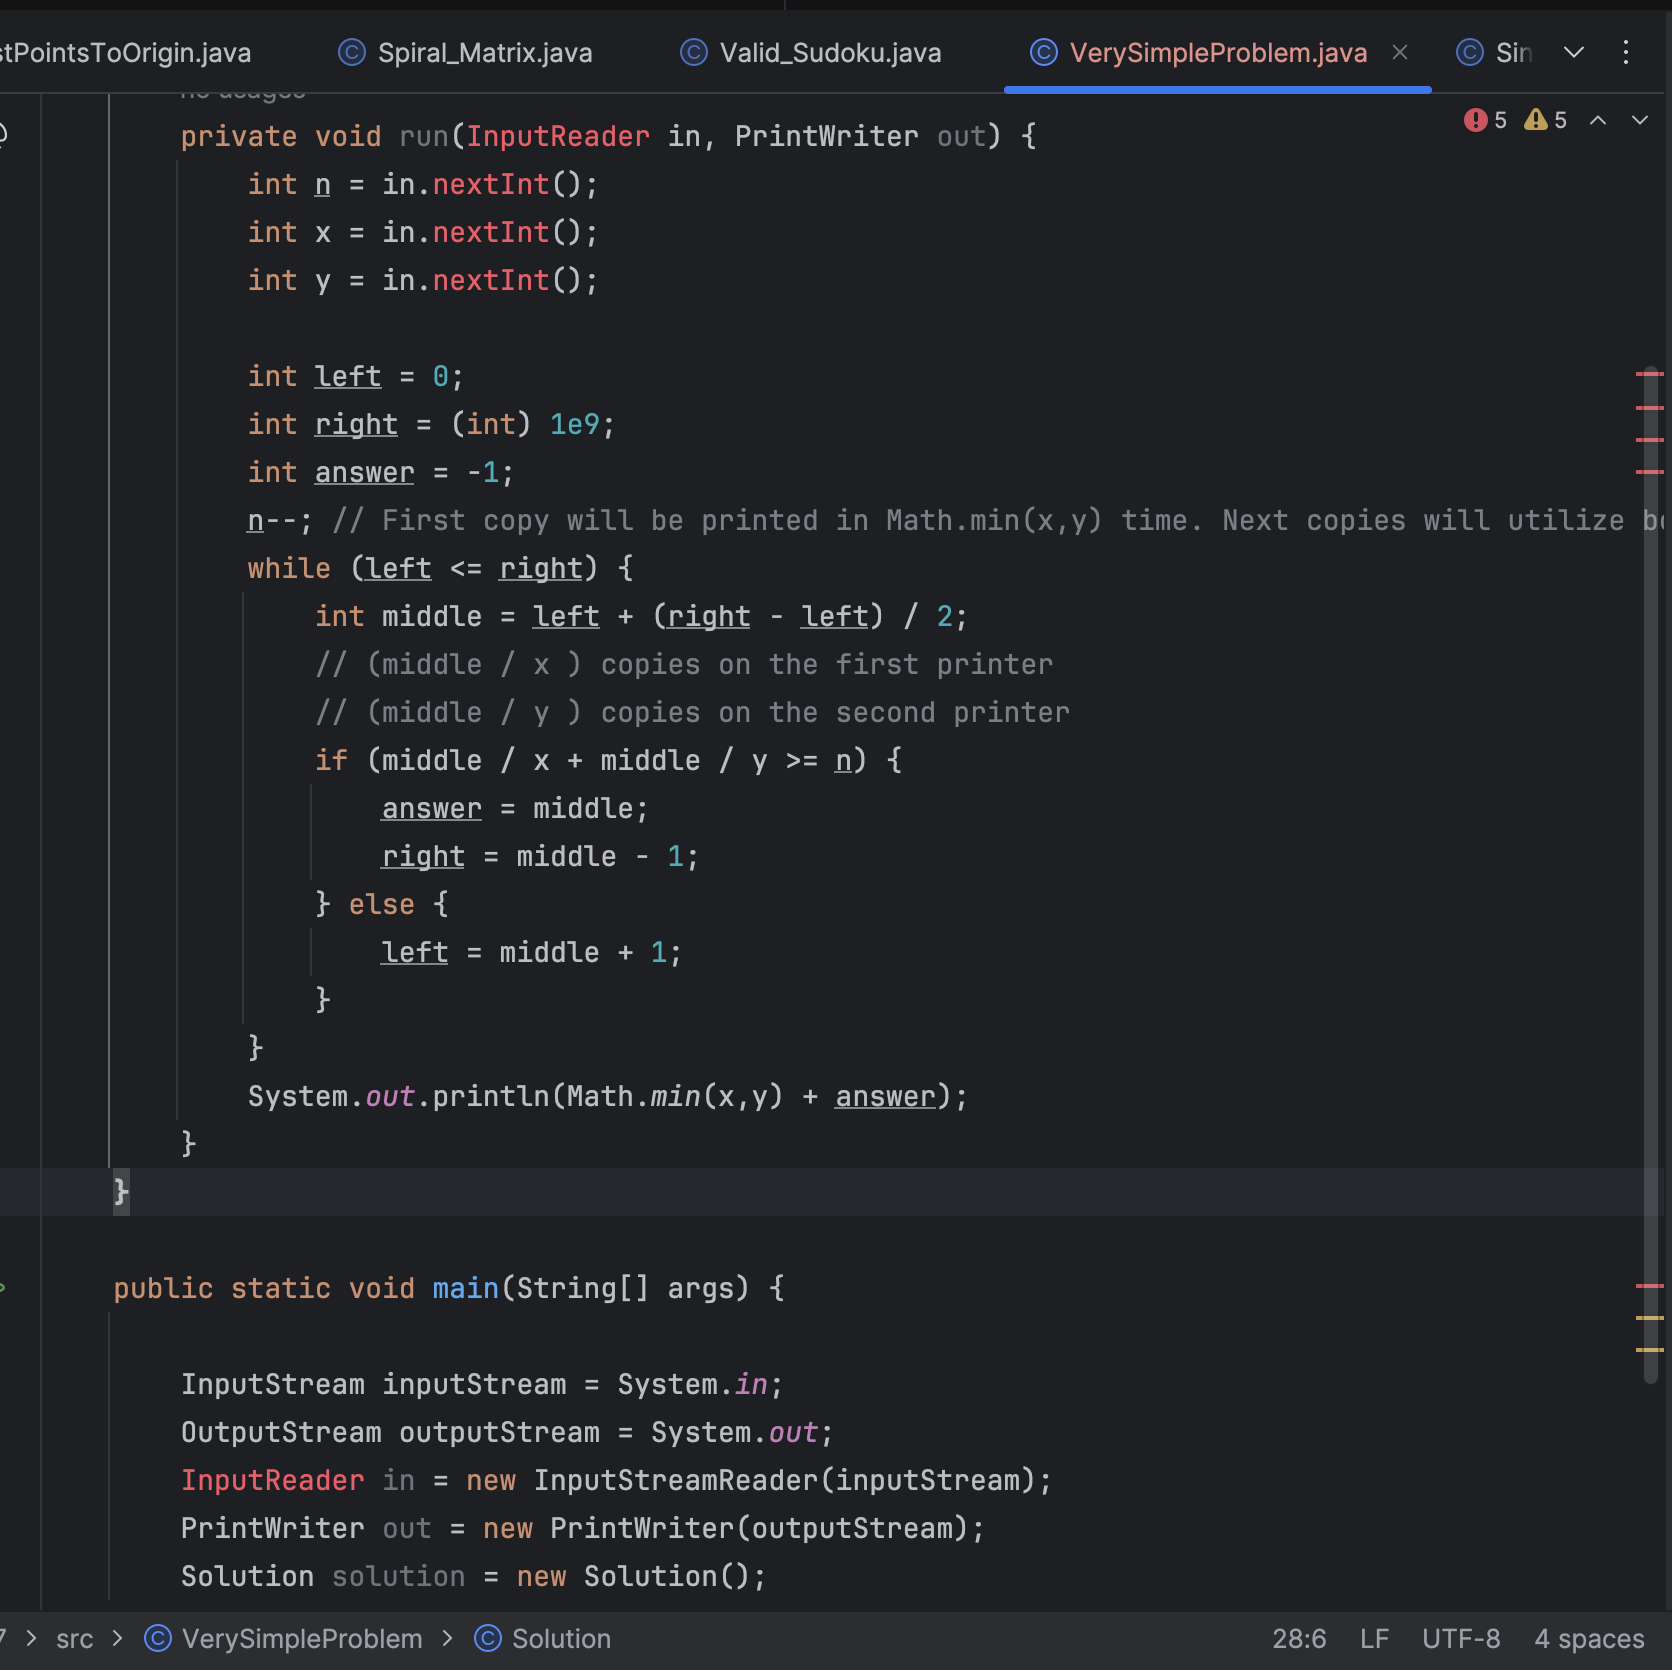 stPointsToOrigin.java Spiral_Matrix.java Valid_Sudoku.java VerySimpleProblem.java Sin
no usages
5 5
private void run(InputReader in, PrintWriter out) {
int n = in.nextInt();
int x = in.nextInt();
int y = in.nextInt();
int left = 0;
int right = (int) 1e9;
int answer = -1;
n--; // First copy will be printed in Math.min(x,y) time. Next copies will utilize bo
while (left <= right) {
int middle = left + (right - left) / 2;
// (middle / x ) copies on the first printer
// (middle / y ) copies on the second printer
if (middle / x + middle / y >= n) {
answer = middle;
right = middle - 1;
} else {
left = middle + 1;
}
}
System.out.println(Math.min(x,y) + answer);
}
}
public static void main(String[] args) {
InputStream inputStream = System.in;
OutputStream outputStream = System.out;
InputReader in = new InputStreamReader(inputStream);
PrintWriter out = new PrintWriter(outputStream);
Solution solution = new Solution();
7 > src > VerySimpleProblem > Solution 28:6 LF UTF-8 4 spaces